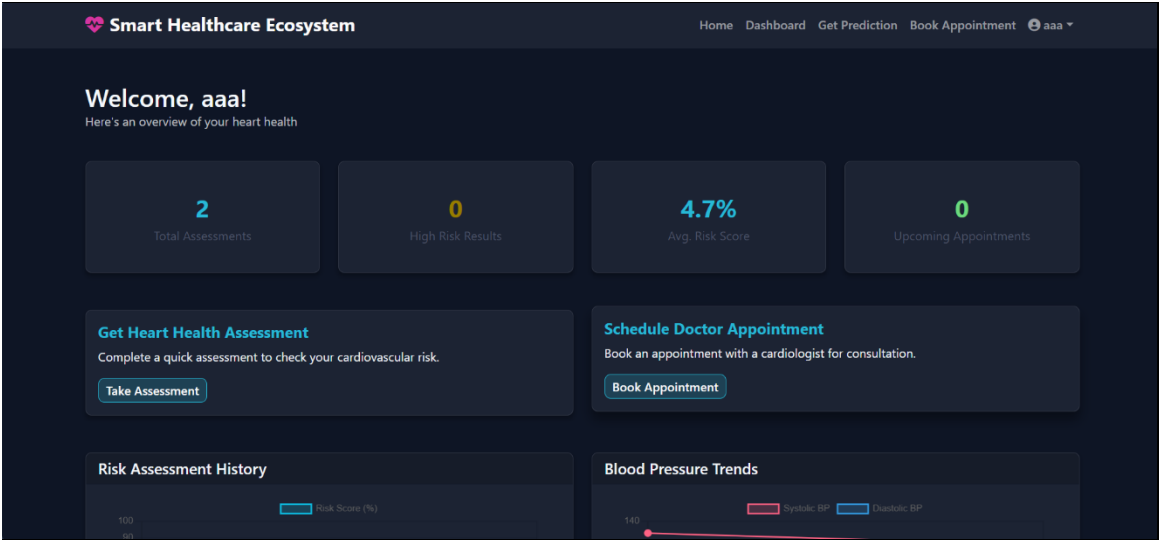 Smart Healthcare Ecosystem Home Dashboard Get Prediction Book Appointment aaa
Welcome, aaa!
Here's an overview of your heart health
2 0 4.7% 0
Total Assessments High Risk Results Avg. Risk Score Upcoming Appointments
Get Heart Health Assessment
Complete a quick assessment to check your cardiovascular risk.
Take Assessment
Schedule Doctor Appointment
Book an appointment with a cardiologist for consultation.
Book Appointment
Risk Assessment History
Risk Score (%)
100
90
Blood Pressure Trends
Systolic BP Diastolic BP
140